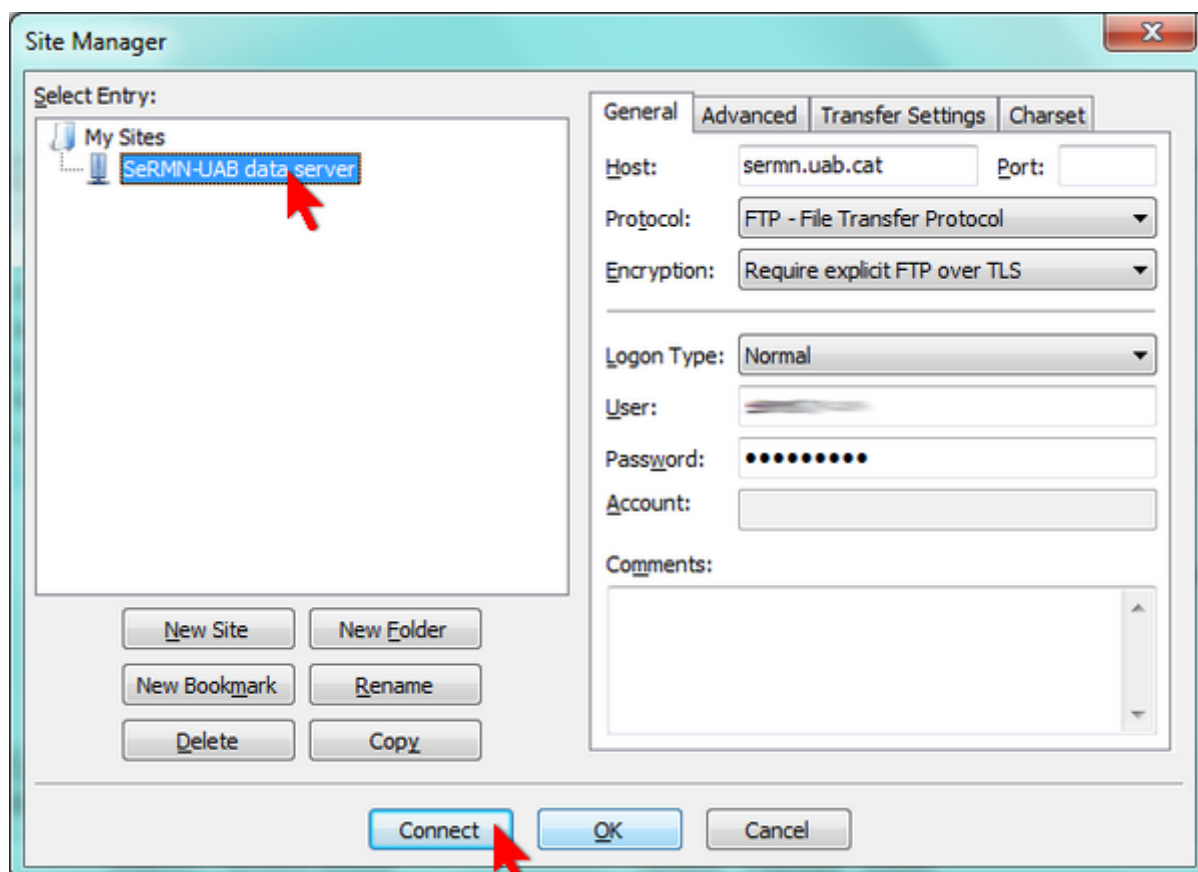 Site Manager
Select Entry:
My Sites
SeRMN-UAB data server
New Site
New Folder
New Bookmark
Rename
Delete
Copy
General Advanced Transfer Settings Charset
Host: sermn.uab.cat Port:
Protocol: FTP - File Transfer Protocol
Encryption: Require explicit FTP over TLS
Logon Type: Normal
User:
Password: •••••••••
Account:
Comments:
Connect OK Cancel